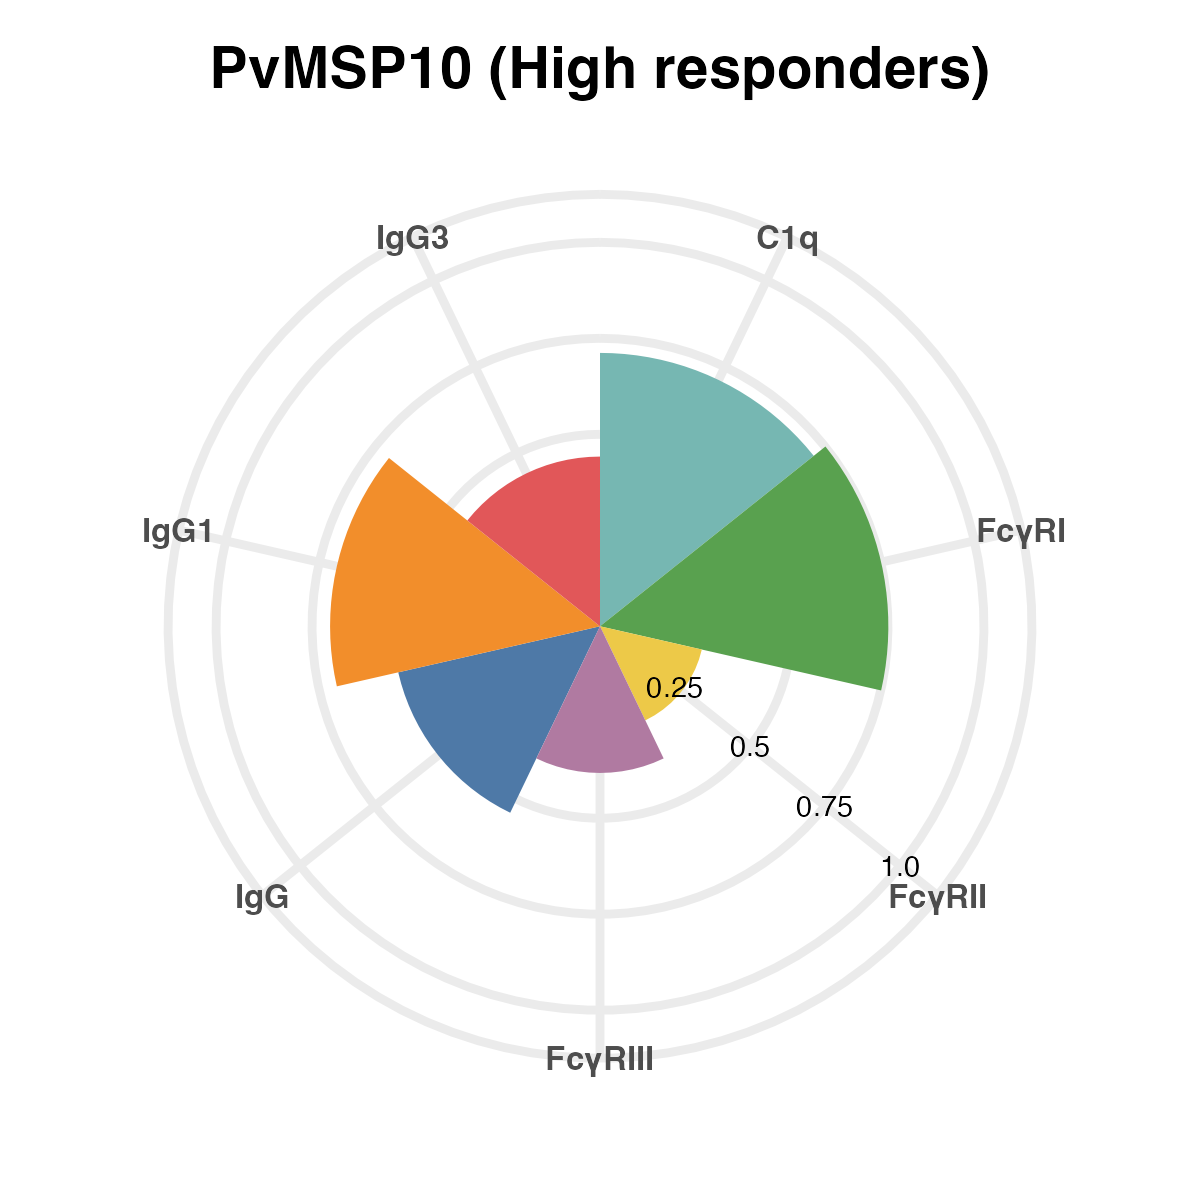 PvMSP10 (High responders)
IgG3
C1q
IgG1
FcγRI
0.25
0.5
0.75
1.0
IgG
FcγRII
FcγRIII